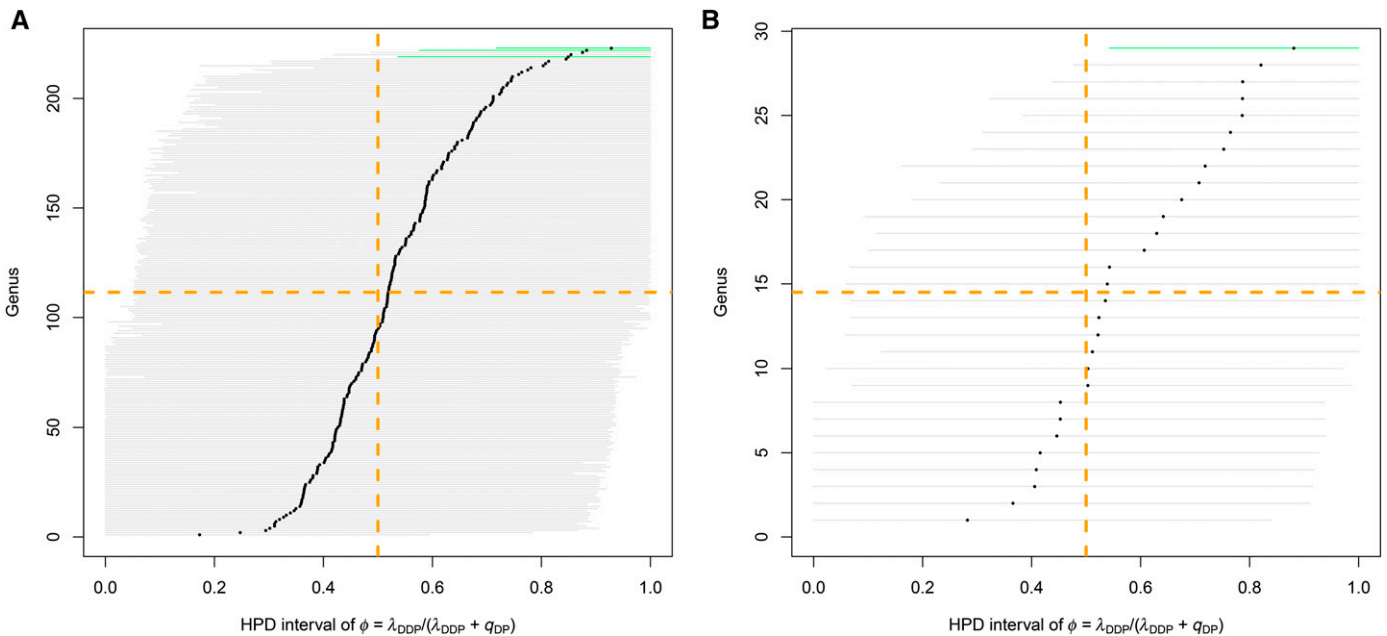 A
Genus
200
150
100
50
0
0.0 0.2 0.4 0.6 0.8 1.0
HPD interval of ϕ = λDDP/(λDDP + qDP)
B
Genus
30
25
20
15
10
5
0
0.0 0.2 0.4 0.6 0.8 1.0
HPD interval of ϕ = λDDP/(λDDP + qDP)